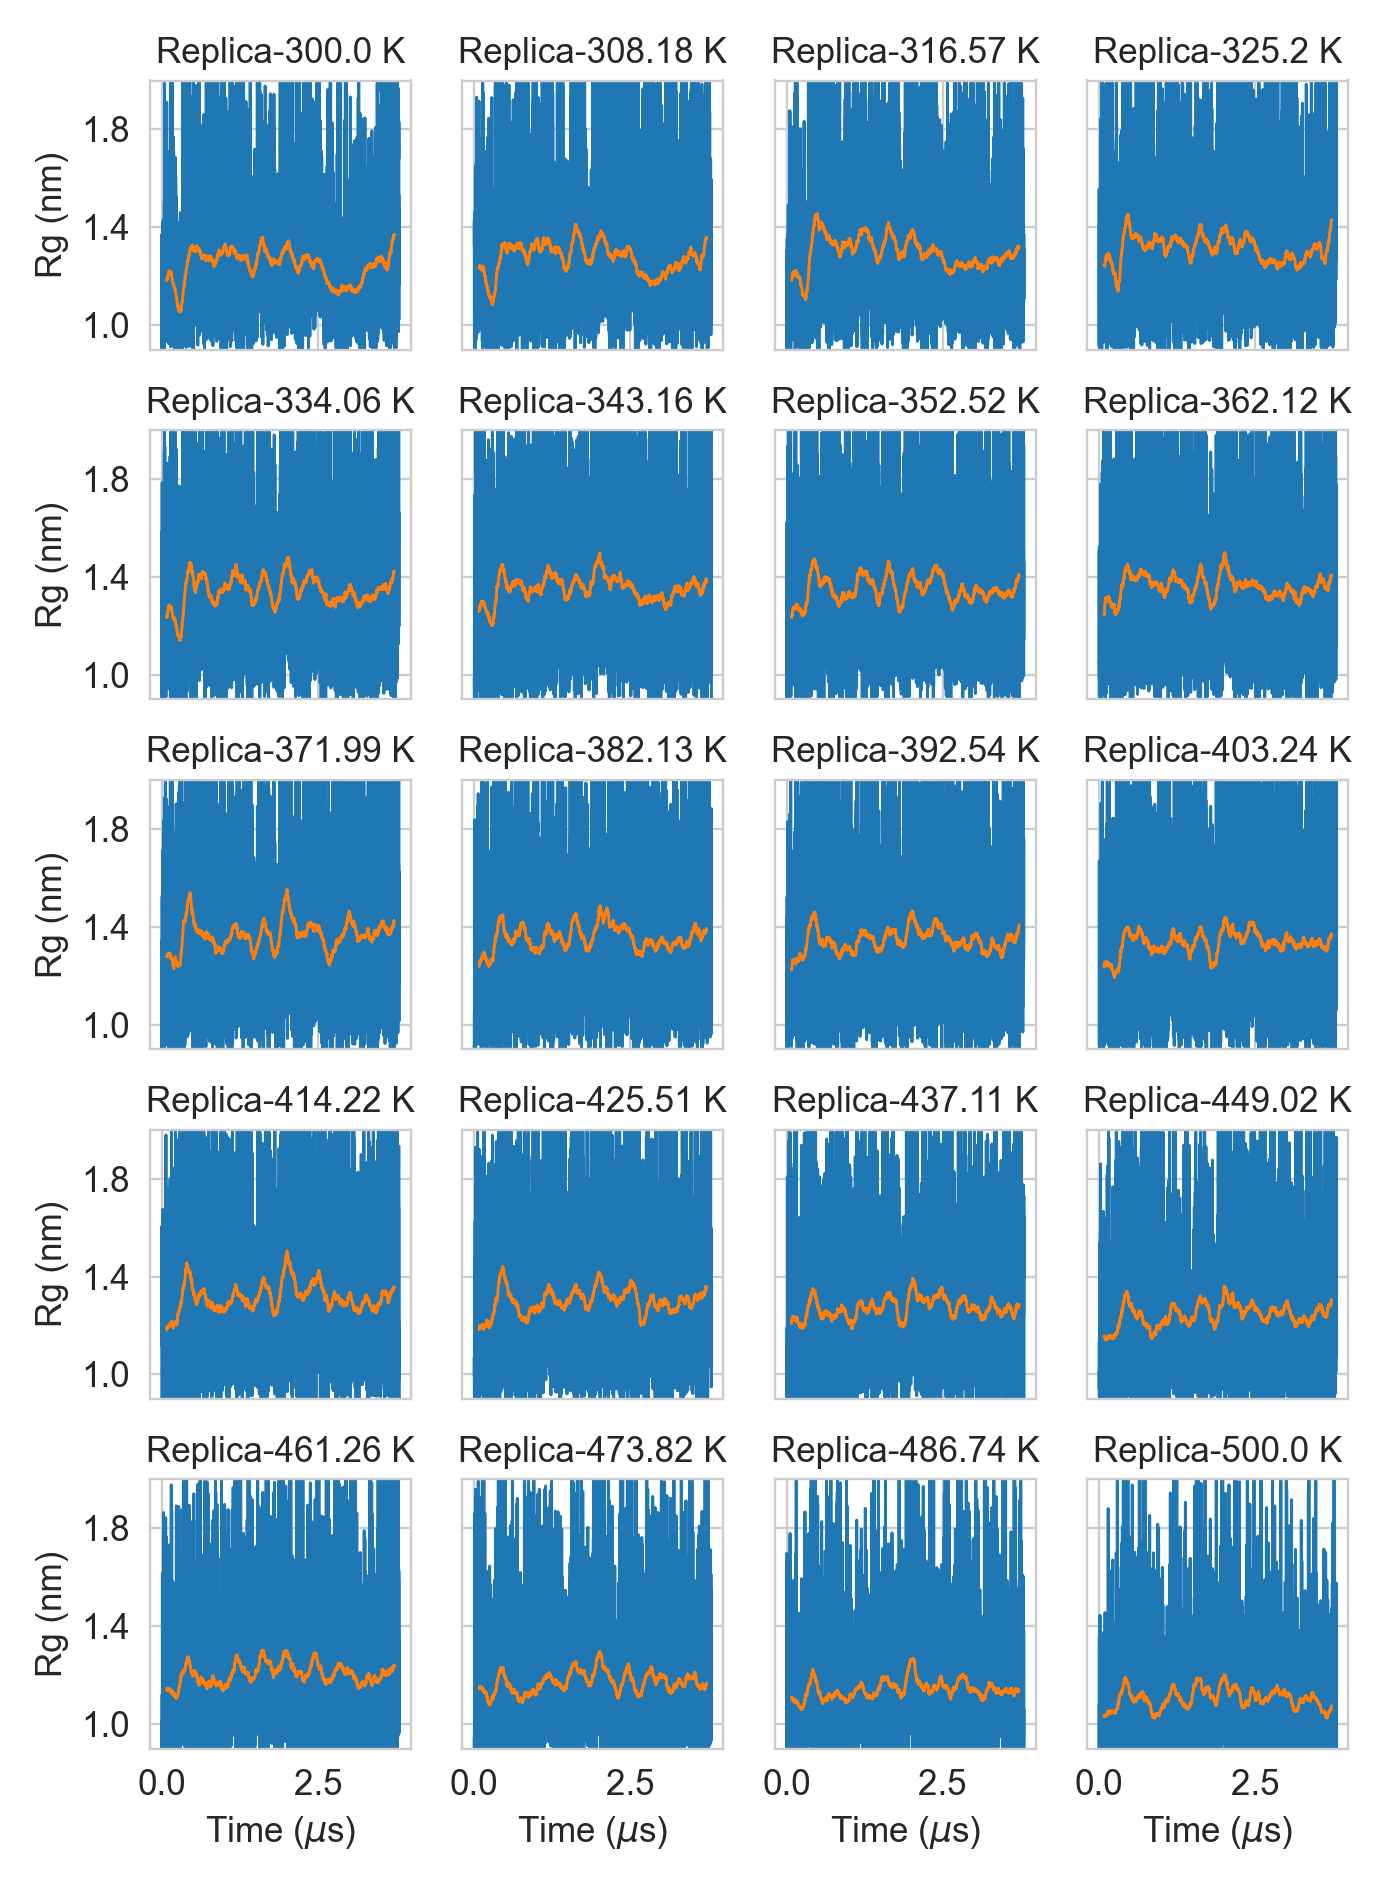 Replica-300.0 K Replica-308.18 K Replica-316.57 K Replica-325.2 K
1.8
1.4
1.0
Rg (nm)
Replica-334.06 K Replica-343.16 K Replica-352.52 K Replica-362.12 K
1.8
1.4
1.0
Rg (nm)
Replica-371.99 K Replica-382.13 K Replica-392.54 K Replica-403.24 K
1.8
1.4
1.0
Rg (nm)
Replica-414.22 K Replica-425.51 K Replica-437.11 K Replica-449.02 K
1.8
1.4
1.0
Rg (nm)
Replica-461.26 K Replica-473.82 K Replica-486.74 K Replica-500.0 K
1.8
1.4
1.0
Rg (nm)
0.0 2.5 0.0 2.5 0.0 2.5 0.0 2.5
Time (μs) Time (μs) Time (μs) Time (μs)